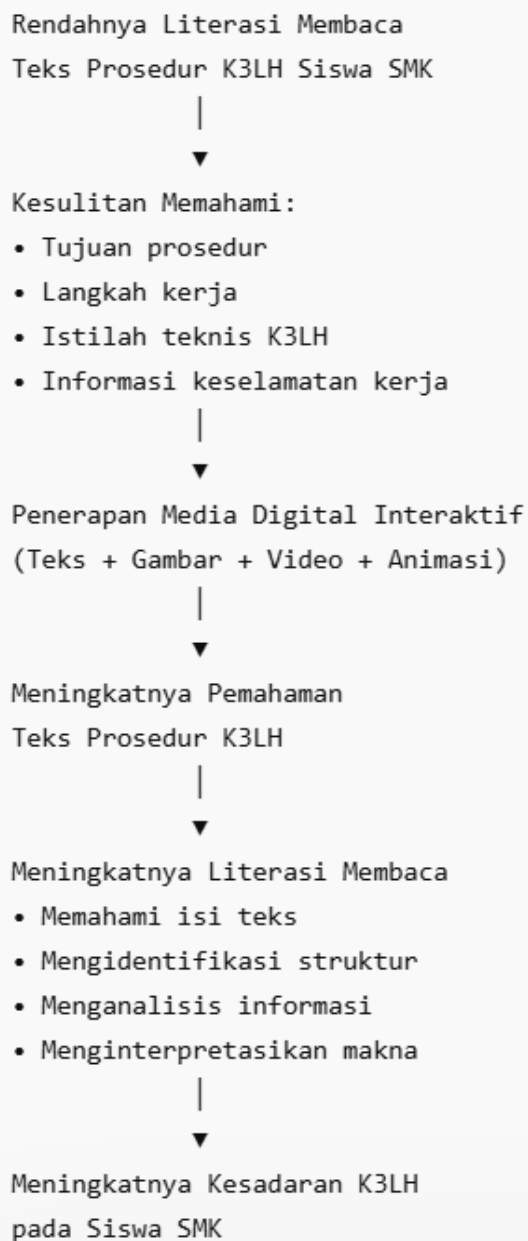 Rendahnya Literasi Membaca
Teks Prosedur K3LH Siswa SMK
Kesulitan Memahami:
• Tujuan prosedur
• Langkah kerja
• Istilah teknis K3LH
• Informasi keselamatan kerja
Penerapan Media Digital Interaktif
(Teks + Gambar + Video + Animasi)
Meningkatnya Pemahaman
Teks Prosedur K3LH
Meningkatnya Literasi Membaca
• Memahami isi teks
• Mengidentifikasi struktur
• Menganalisis informasi
• Menginterpretasikan makna
Meningkatnya Kesadaran K3LH
pada Siswa SMK